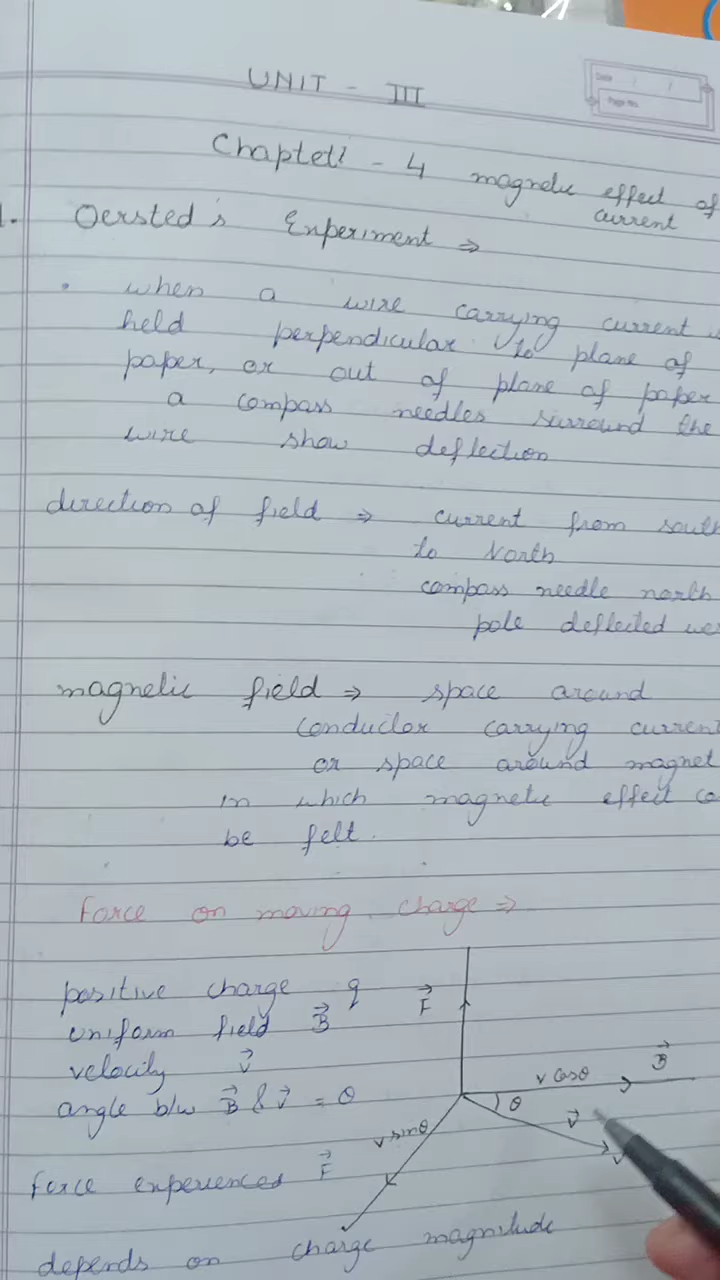 UNIT - III
Date / /
Page No.
Chapter - 4 magnetic effect of
current
1. Oersted's Experiment ⇒
• when a wire carrying current
held perpendicular to plane of
paper, or out of plane of paper
a compass needles surround the
wire show deflection
direction of field ⇒ current from south
to North
compass needle north
pole deflected
magnetic field ⇒ space around
conductor carrying current
or space around magnet
in which magnetic effect
be felt.
Force on moving charge ⇒
positive charge q
uniform field B⃗
velocity v⃗
angle b/w B⃗ & v⃗ = θ
F⃗
v cosθ
B⃗
θ
v⃗
v sinθ
force experienced F⃗
depends on charge magnitude